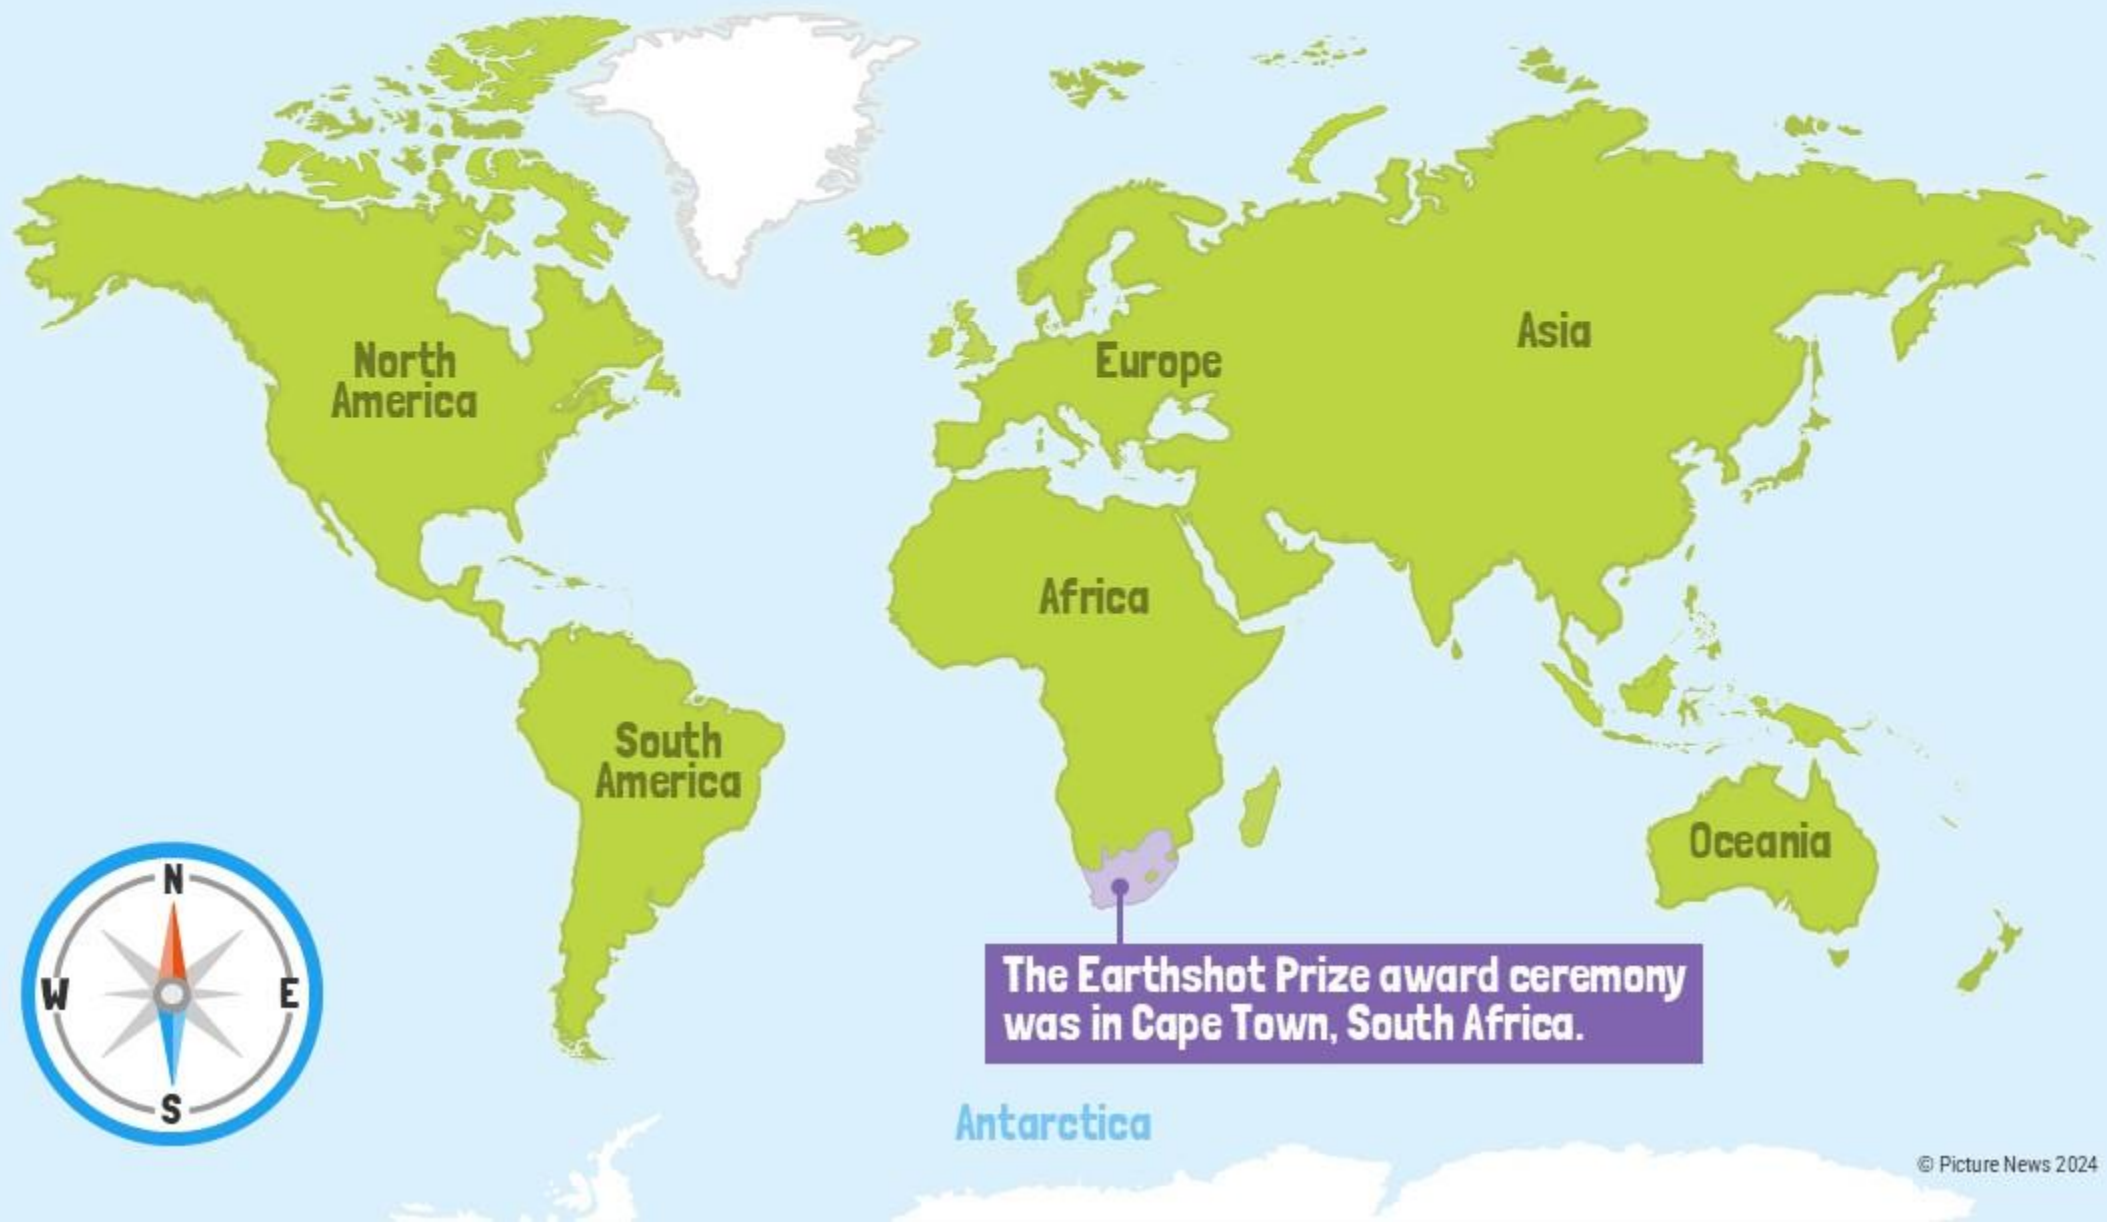 North
America
Europe
Asia
Africa
South
America
Oceania
N
W
E
S
The Earthshot Prize award ceremony
was in Cape Town, South Africa.
Antarctica
© Picture News 2024